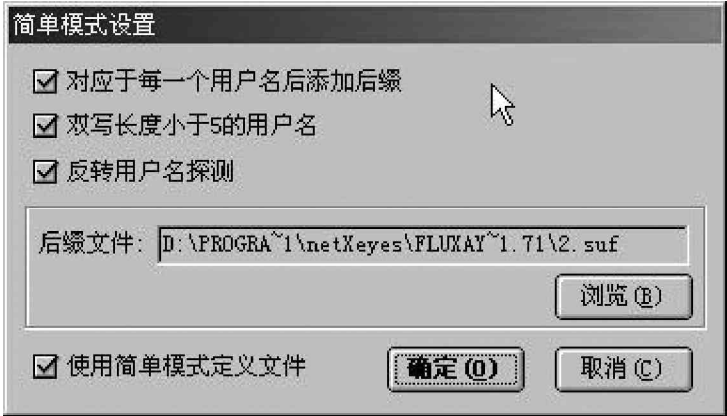 简单模式设置
对应于每一个用户名后添加后缀
双写长度小于5的用户名
反转用户名探测
后缀文件: D:\PROGRA~1\netXeyes\FLUXAY~1.71\2.suf
浏览(B)
使用简单模式定义文件 确定(O) 取消(C)